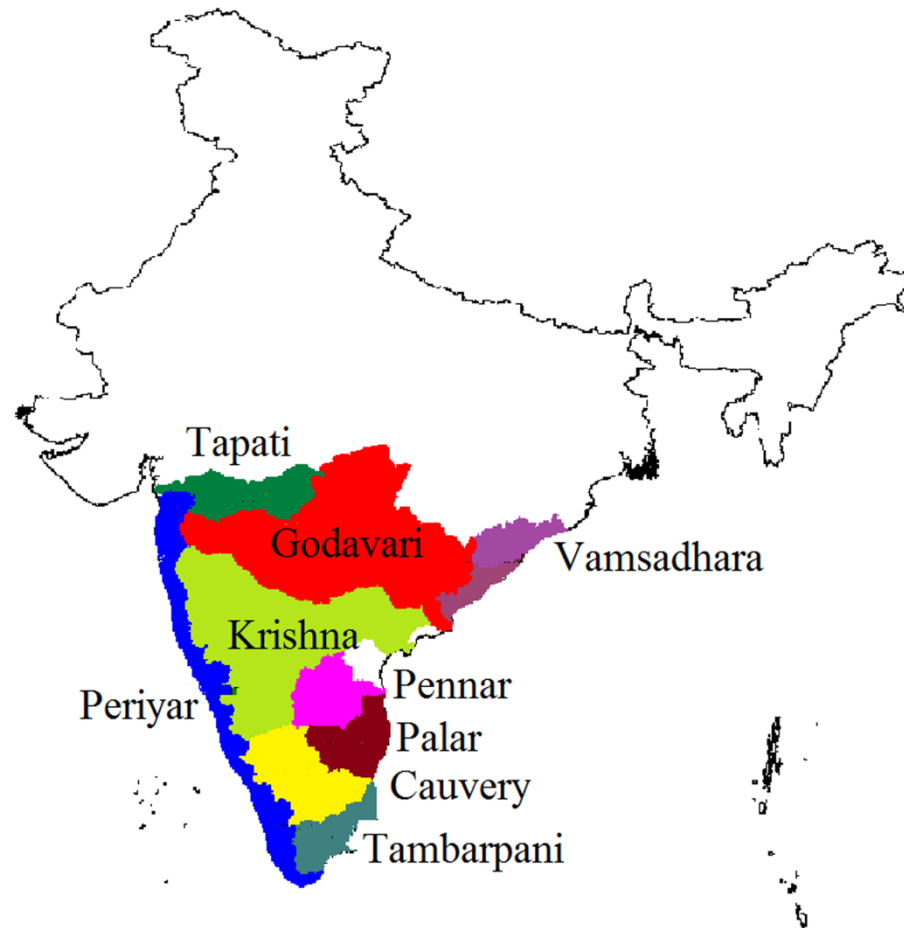 Tapati
Godavari
Vamsadhara
Krishna
Pennar
Periyar
Palar
Cauvery
Tambarpani